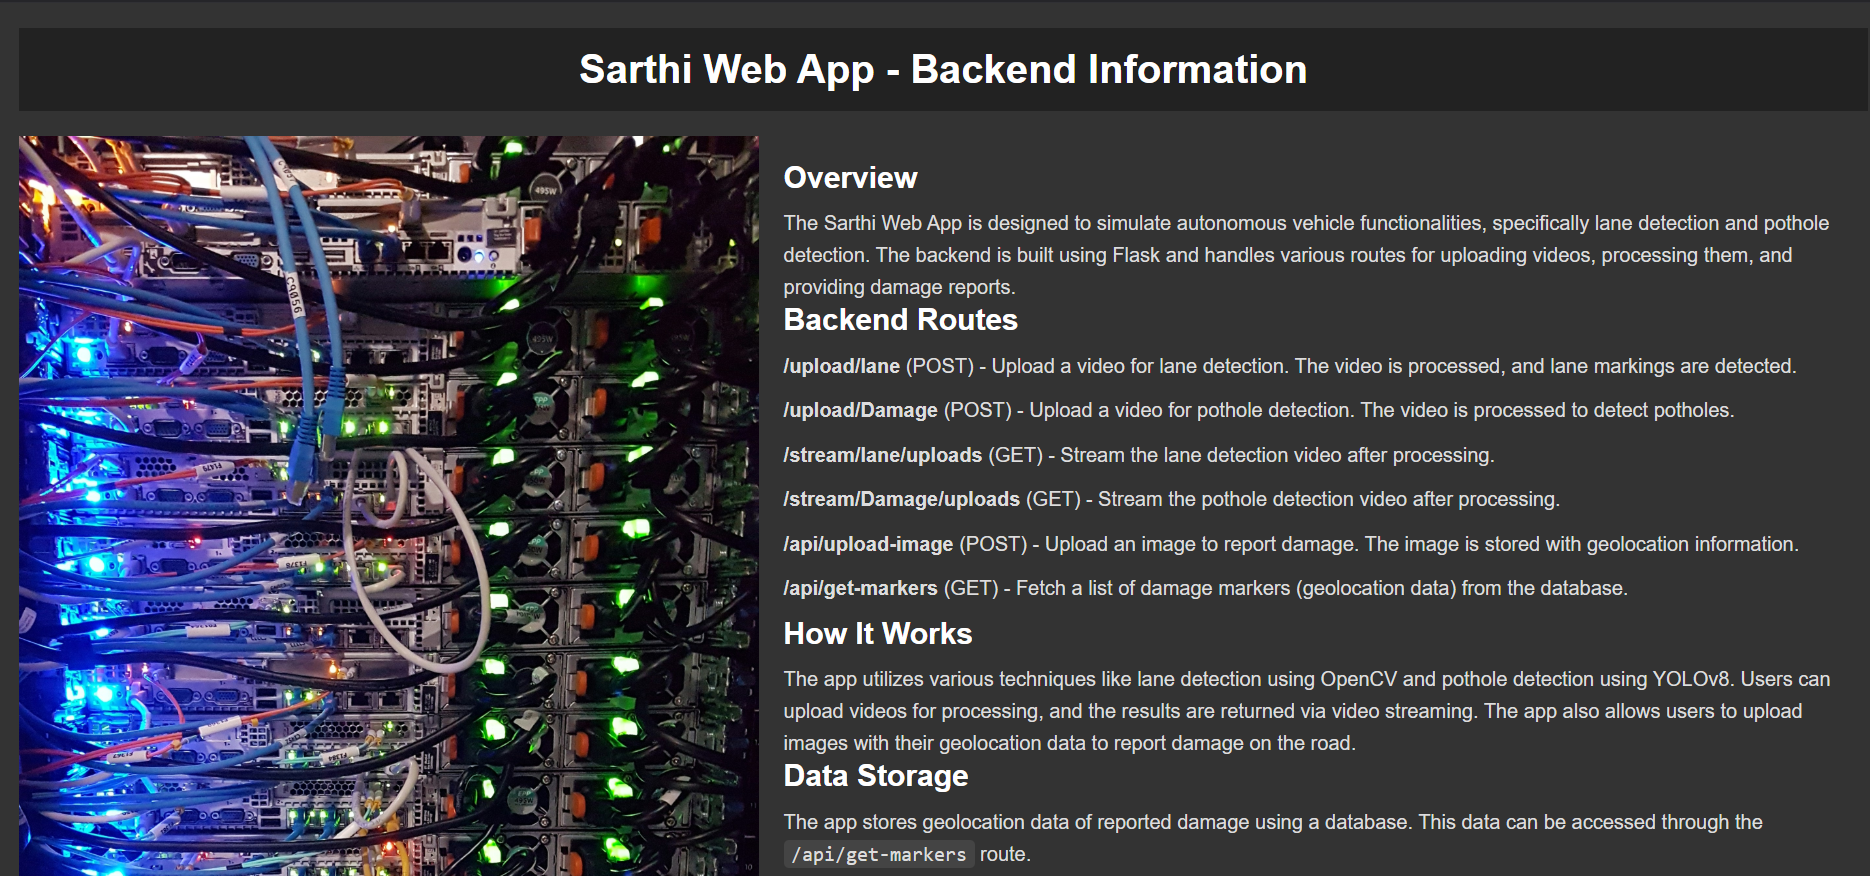 Sarthi Web App - Backend Information
Overview
The Sarthi Web App is designed to simulate autonomous vehicle functionalities, specifically lane detection and pothole
detection. The backend is built using Flask and handles various routes for uploading videos, processing them, and
providing damage reports.
Backend Routes
/upload/lane (POST) - Upload a video for lane detection. The video is processed, and lane markings are detected.
/upload/Damage (POST) - Upload a video for pothole detection. The video is processed to detect potholes.
/stream/lane/uploads (GET) - Stream the lane detection video after processing.
/stream/Damage/uploads (GET) - Stream the pothole detection video after processing.
/api/upload-image (POST) - Upload an image to report damage. The image is stored with geolocation information.
/api/get-markers (GET) - Fetch a list of damage markers (geolocation data) from the database.
How It Works
The app utilizes various techniques like lane detection using OpenCV and pothole detection using YOLOv8. Users can
upload videos for processing, and the results are returned via video streaming. The app also allows users to upload
images with their geolocation data to report damage on the road.
Data Storage
The app stores geolocation data of reported damage using a database. This data can be accessed through the
/api/get-markers route.
495W
C9056